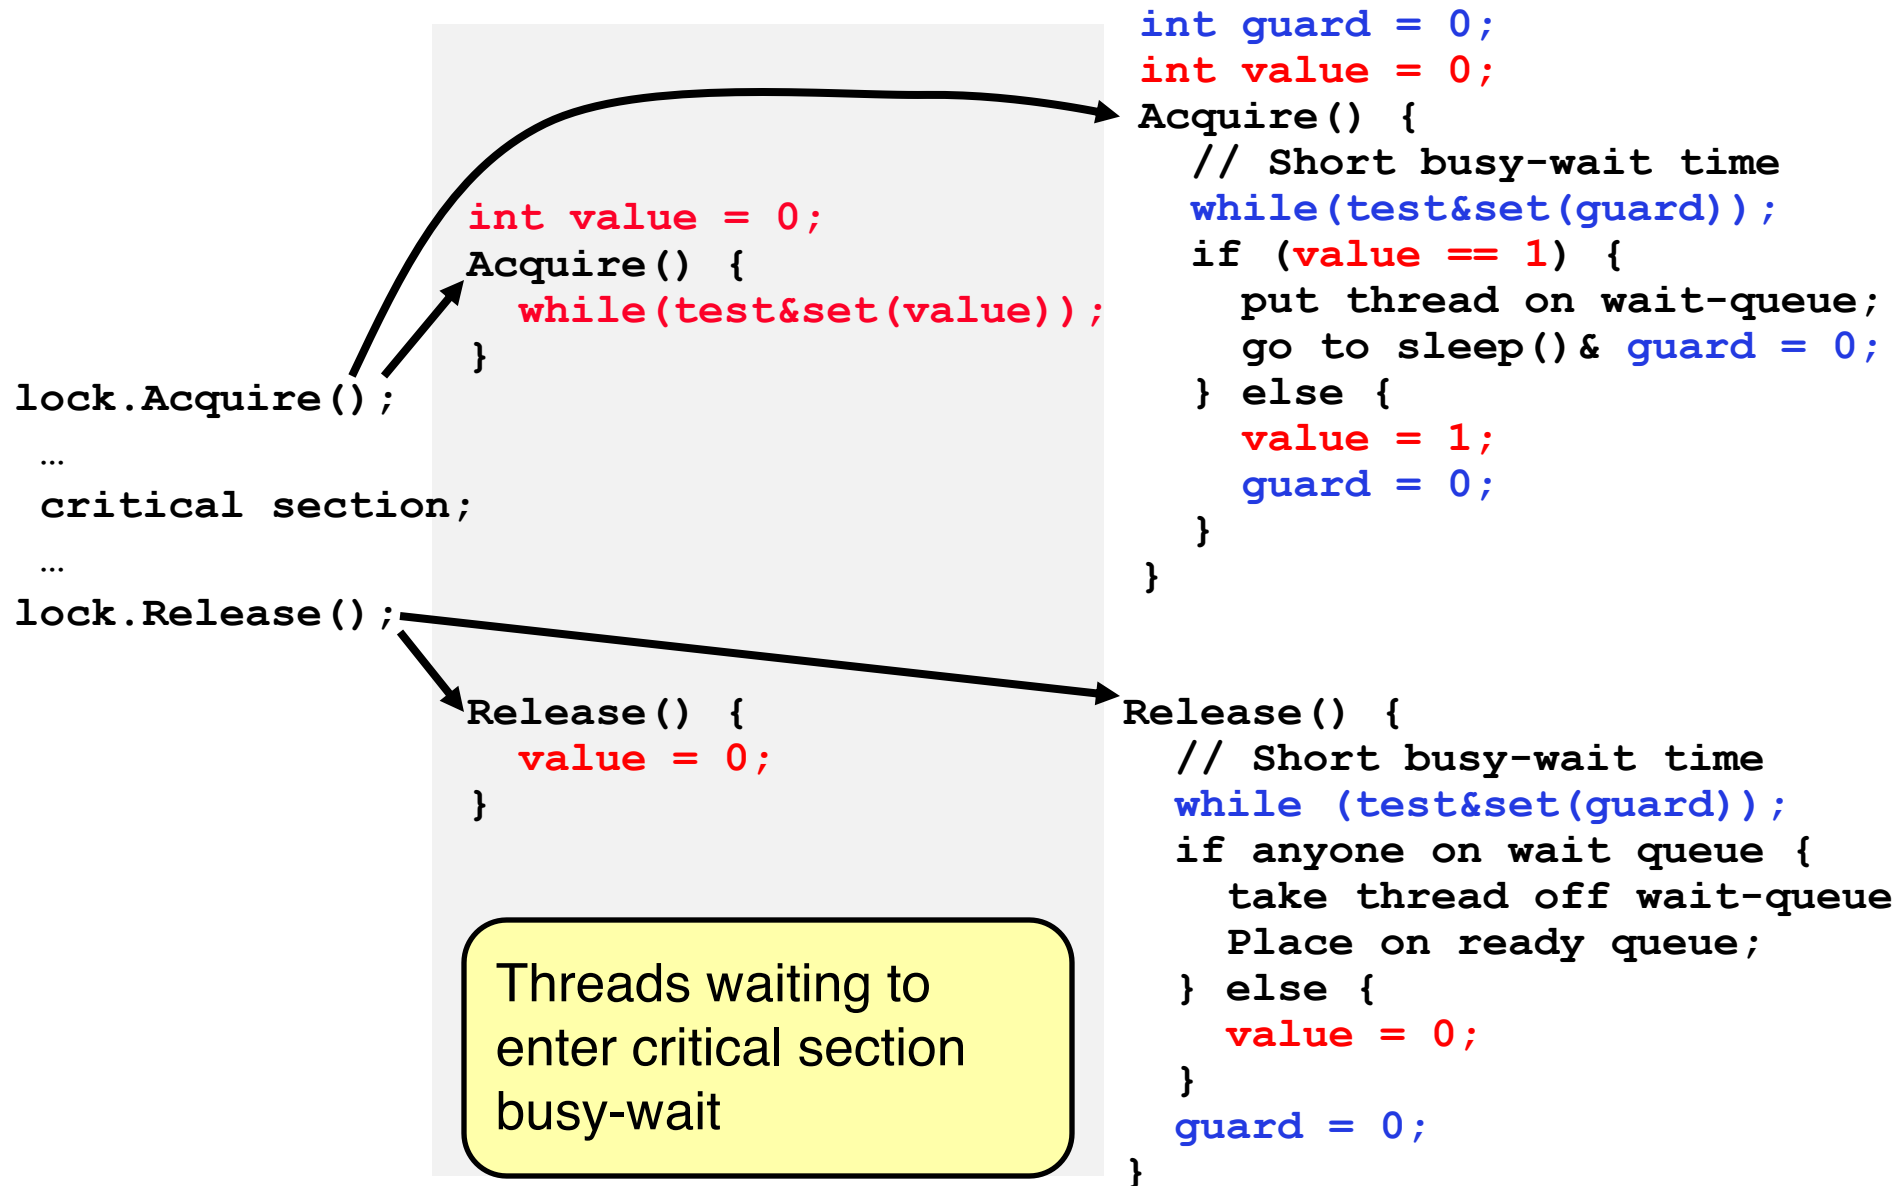 lock.Acquire();
…
critical section;
…
lock.Release();
int value = 0;
Acquire() {
while(test&set(value));
}
Release() {
value = 0;
}
Threads waiting to
enter critical section
busy-wait
int guard = 0;
int value = 0;
Acquire() {
// Short busy-wait time
while(test&set(guard));
if (value == 1) {
put thread on wait-queue;
go to sleep()& guard = 0;
} else {
value = 1;
guard = 0;
}
}
Release() {
// Short busy-wait time
while (test&set(guard));
if anyone on wait queue {
take thread off wait-queue
Place on ready queue;
} else {
value = 0;
}
guard = 0;
}